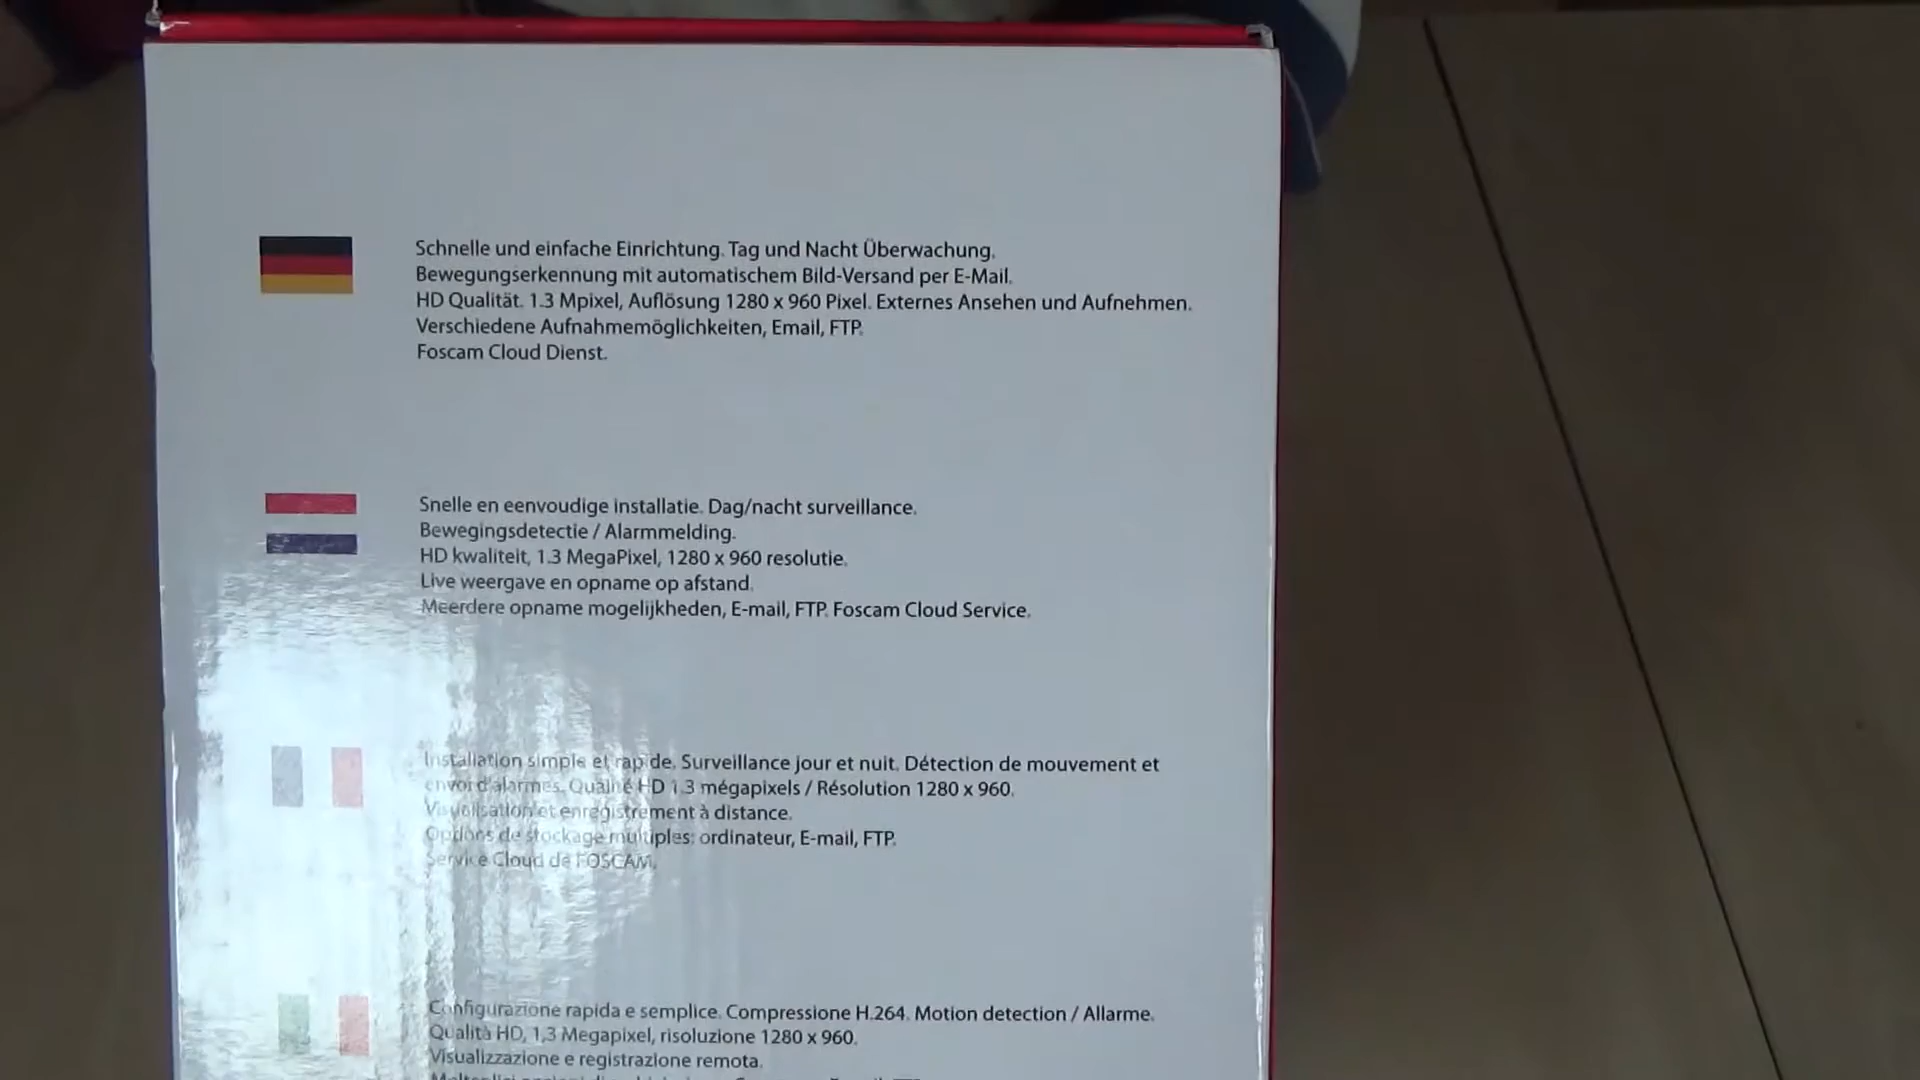 Schnelle und einfache Einrichtung. Tag und Nacht Überwachung.
Bewegungserkennung mit automatischem Bild-Versand per E-Mail.
HD Qualität. 1.3 Mpixel, Auflösung 1280 x 960 Pixel. Externes Ansehen und Aufnehmen.
Verschiedene Aufnahmemöglichkeiten, Email, FTP.
Foscam Cloud Dienst.
Snelle en eenvoudige installatie. Dag/nacht surveillance.
Bewegingsdetectie / Alarmmelding.
HD kwaliteit, 1.3 MegaPixel, 1280 x 960 resolutie.
Live weergave en opname op afstand.
Meerdere opname mogelijkheden, E-mail, FTP. Foscam Cloud Service.
Installation simple et rapide. Surveillance jour et nuit. Détection de mouvement et
envoi d'alarmes. Qualité HD 1.3 mégapixels / Résolution 1280 x 960.
Visualisation et enregistrement à distance.
Options de stockage multiples: ordinateur, E-mail, FTP.
Service Cloud de FOSCAM.
Configurazione rapida e semplice. Compressione H.264. Motion detection / Allarme.
Qualità HD, 1,3 Megapixel, risoluzione 1280 x 960.
Visualizzazione e registrazione remota.